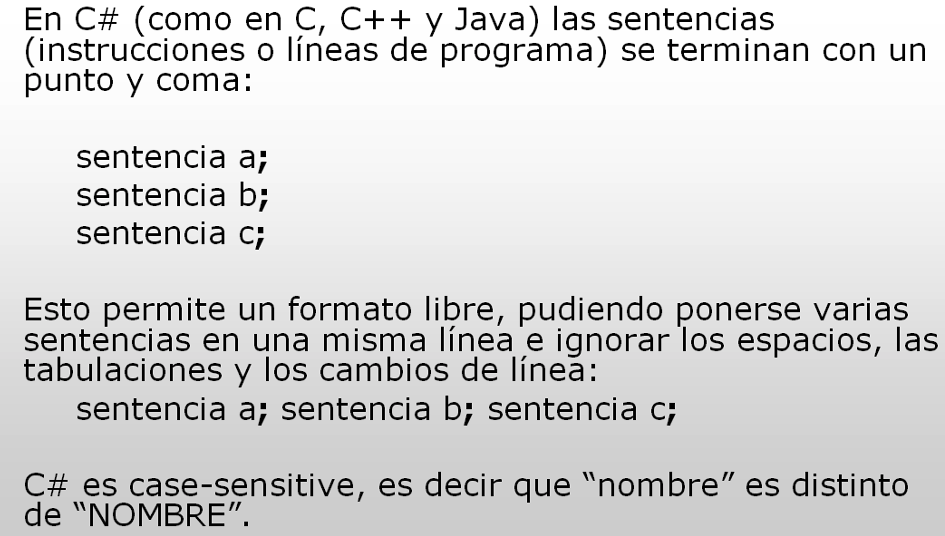 En C# (como en C, C++ y Java) las sentencias
(instrucciones o líneas de programa) se terminan con un
punto y coma:
sentencia a;
sentencia b;
sentencia c;
Esto permite un formato libre, pudiendo ponerse varias
sentencias en una misma línea e ignorar los espacios, las
tabulaciones y los cambios de línea:
sentencia a; sentencia b; sentencia c;
C# es case-sensitive, es decir que “nombre” es distinto
de “NOMBRE”.